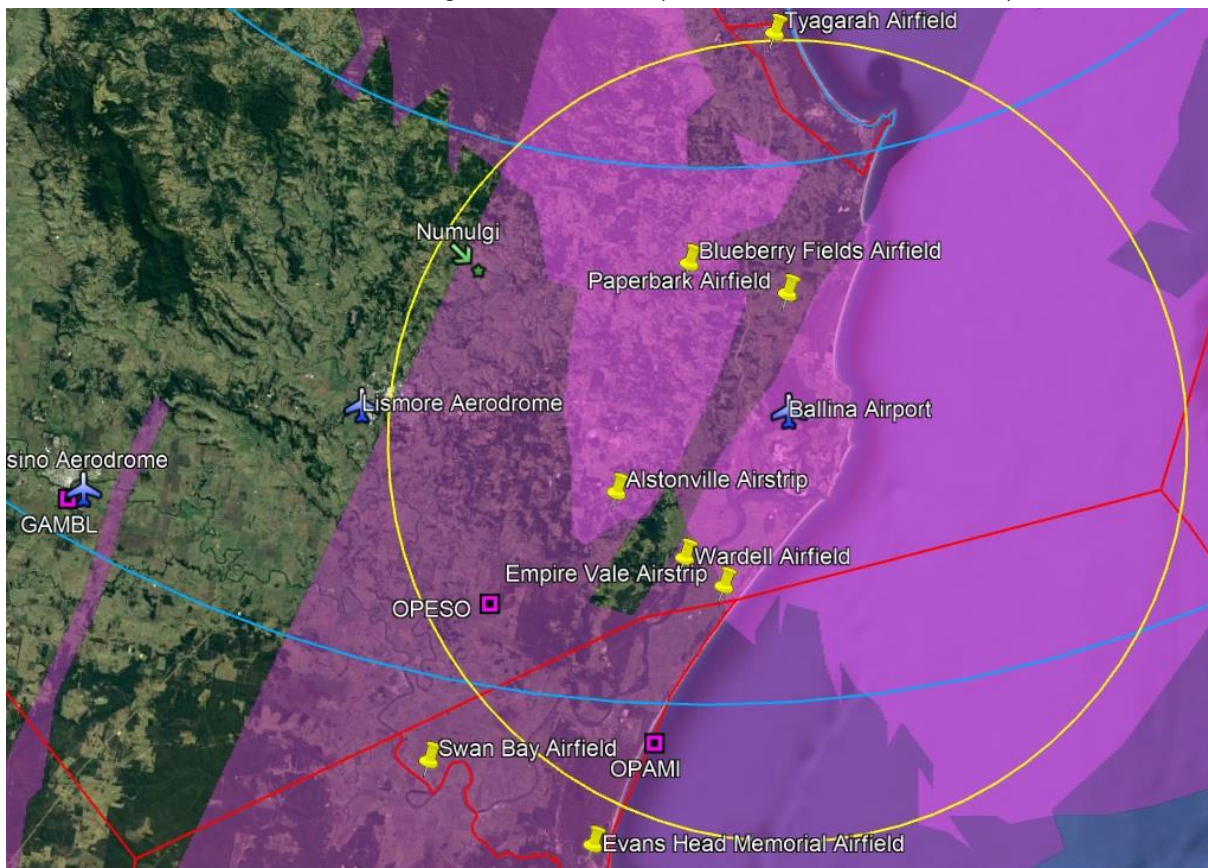 Tyagarah Airfield
Numulgi
Blueberry Fields Airfield
Paperbark Airfield
Lismore Aerodrome
Ballina Airport
sino Aerodrome
GAMBL
Alstonville Airstrip
Wardell Airfield
Empire Vale Airstrip
OPESO
Swan Bay Airfield
OPAMI
Evans Head Memorial Airfield